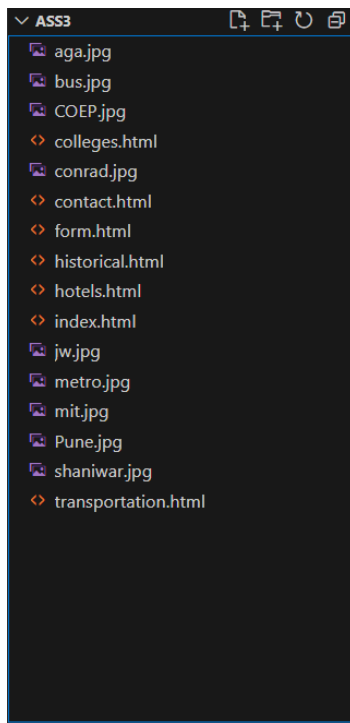 ASS3
aga.jpg
bus.jpg
COEP.jpg
colleges.html
conrad.jpg
contact.html
form.html
historical.html
hotels.html
index.html
jw.jpg
metro.jpg
mit.jpg
Pune.jpg
shaniwar.jpg
transportation.html